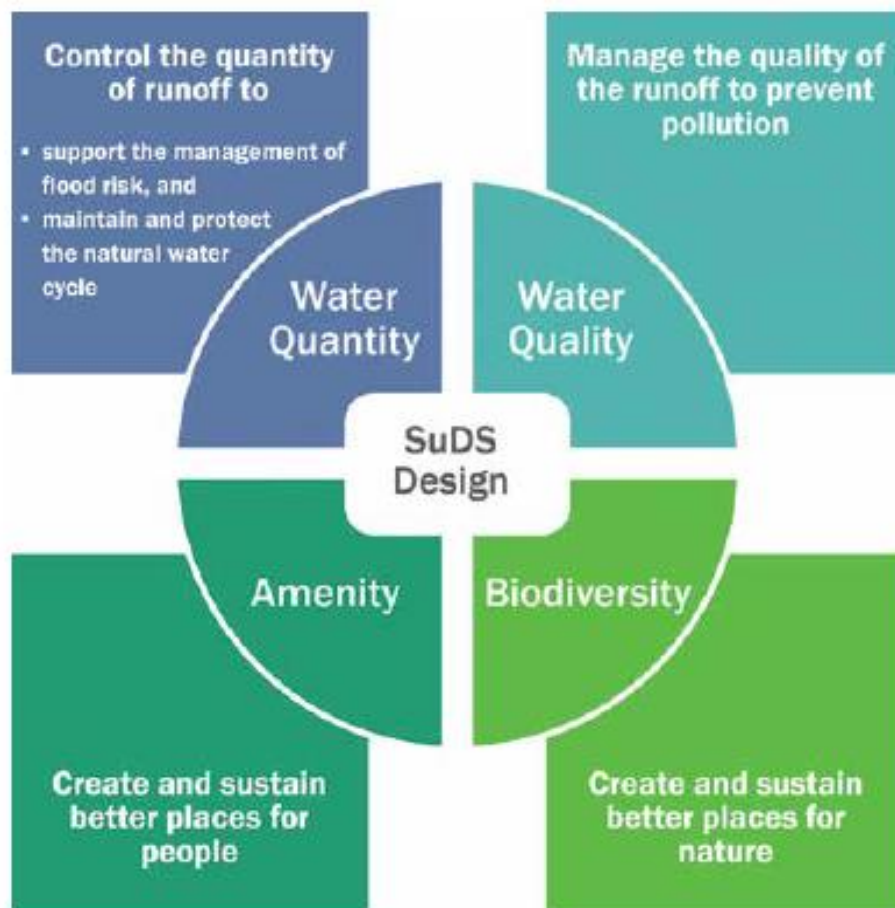 Control the quantity
of runoff to
▪ support the management of
flood risk, and
▪ maintain and protect
the natural water
cycle
Manage the quality of
the runoff to prevent
pollution
Water
Quantity
Water
Quality
SuDS
Design
Amenity
Biodiversity
Create and sustain
better places for
people
Create and sustain
better places for
nature